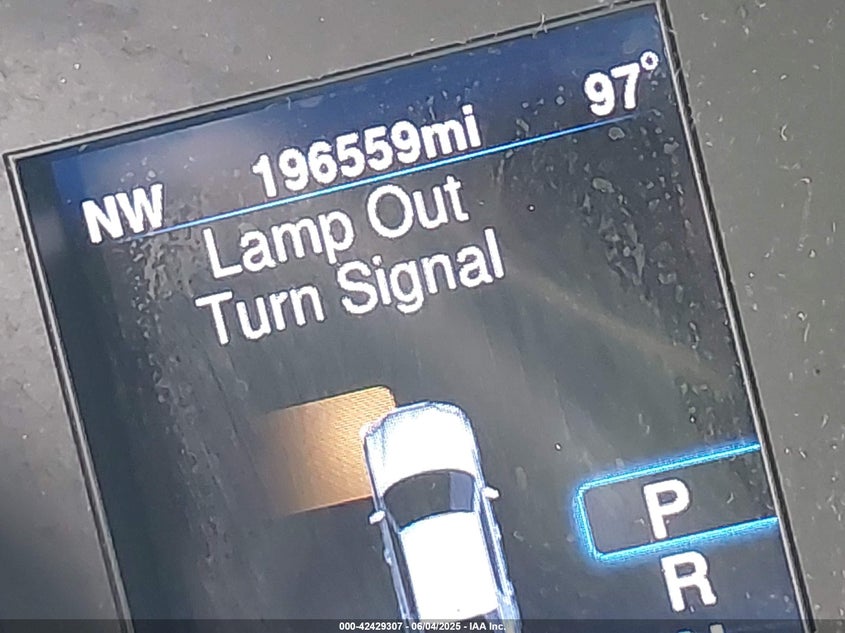 97°
196559mi
NW
Lamp Out
Turn Signal
P
R
000-42429307 - 06/04/2025 - IAA Inc.